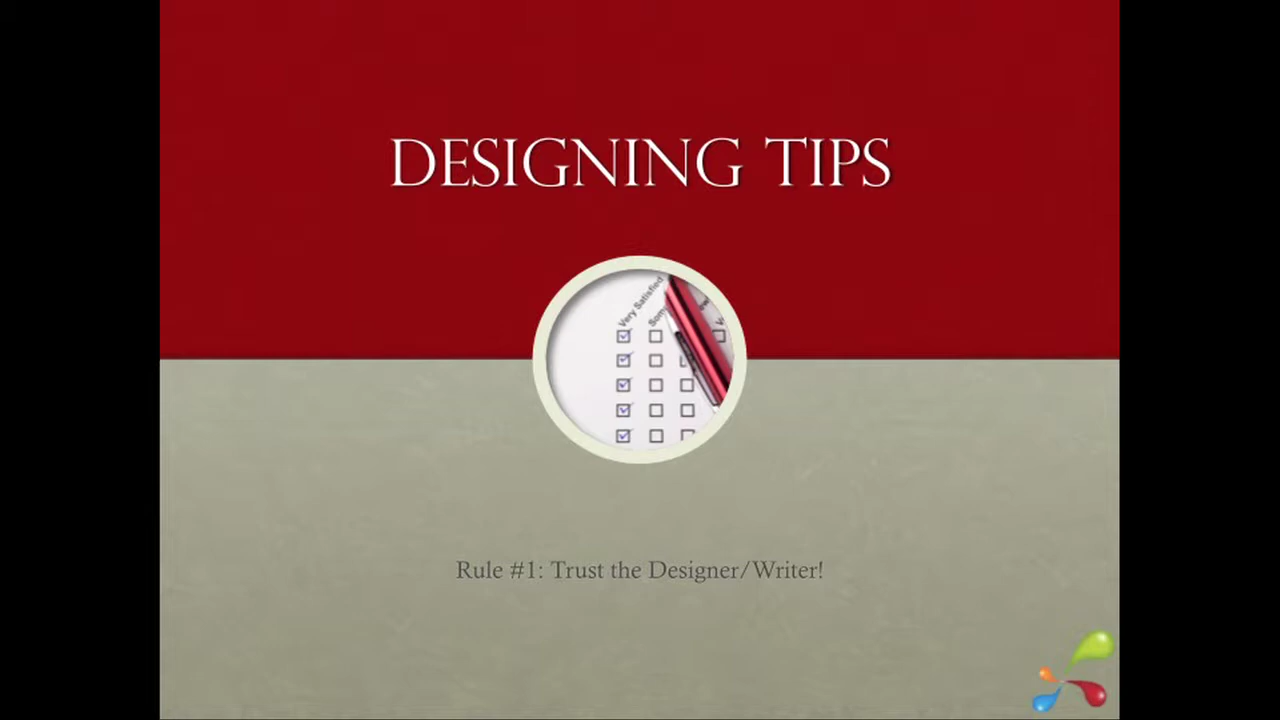 DESIGNING TIPS
Very Satisfied
Rule #1: Trust the Designer/Writer!